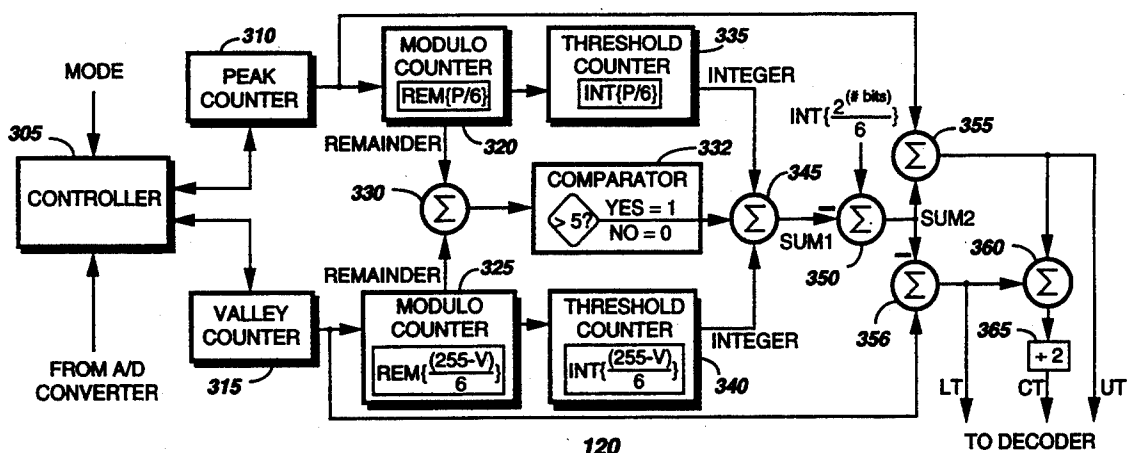 310
PEAK
COUNTER
MODULO
COUNTER
REM{P/6}
320
THRESHOLD
COUNTER
INT{P/6}
335
INTEGER
INT{2^(# bits)/6}
355
MODE
305
CONTROLLER
REMAINDER
330
Σ
332
COMPARATOR
> 5?
YES = 1
NO = 0
345
Σ
SUM1
−
Σ
350
SUM2
Σ
−
Σ
356
360
Σ
365
÷ 2
REMAINDER
325
MODULO
COUNTER
REM{(255-V)/6}
THRESHOLD
COUNTER
INT{(255-V)/6}
340
INTEGER
VALLEY
COUNTER
315
FROM A/D
CONVERTER
LT
CT
UT
TO DECODER
120